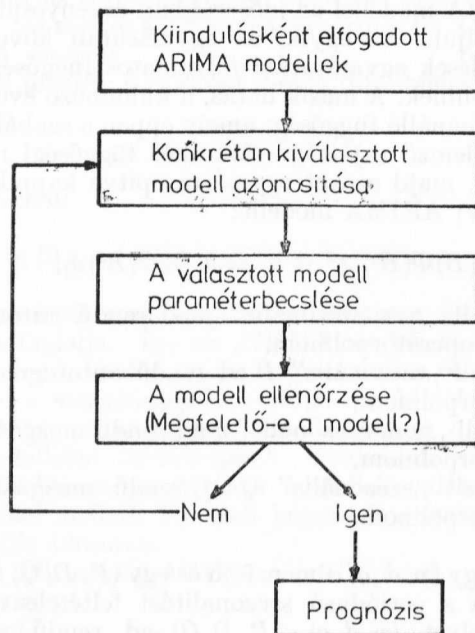 Kiindulásként elfogadott
ARIMA modellek
Konkrétan kiválasztott
modell azonosítása
A választott modell
paraméterbecslése
A modell ellenőrzése
(Megfelelő-e a modell?)
Nem
Igen
Prognózis